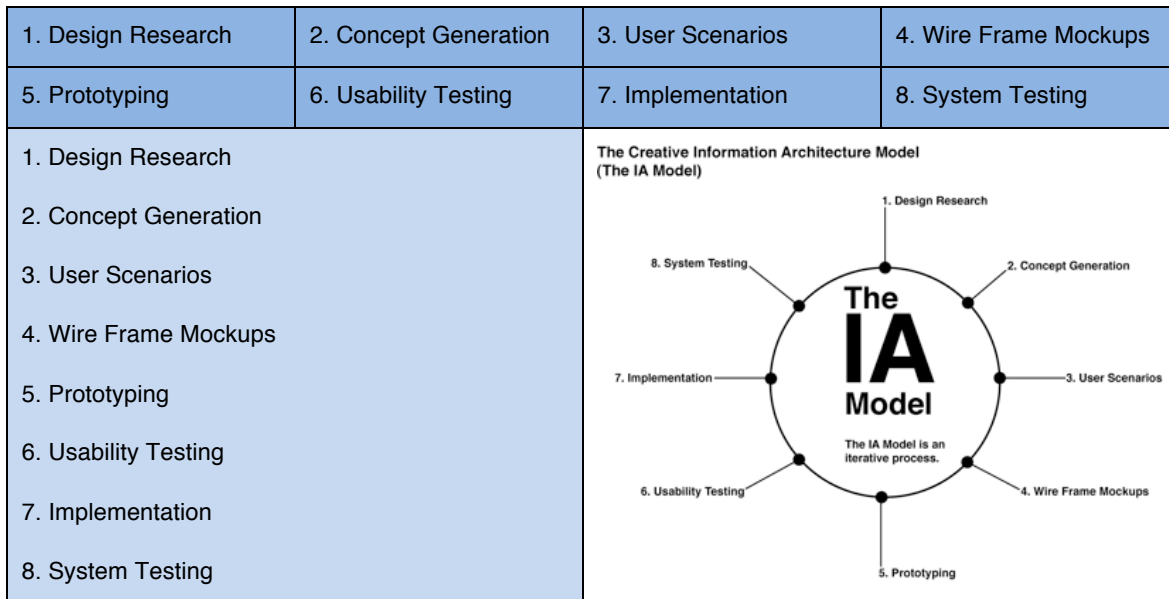 1. Design Research
2. Concept Generation
3. User Scenarios
4. Wire Frame Mockups
5. Prototyping
6. Usability Testing
7. Implementation
8. System Testing
1. Design Research
2. Concept Generation
3. User Scenarios
4. Wire Frame Mockups
5. Prototyping
6. Usability Testing
7. Implementation
8. System Testing
The Creative Information Architecture Model
(The IA Model)
1. Design Research
2. Concept Generation
3. User Scenarios
4. Wire Frame Mockups
5. Prototyping
6. Usability Testing
7. Implementation
8. System Testing
The
IA
Model
The IA Model is an
iterative process.